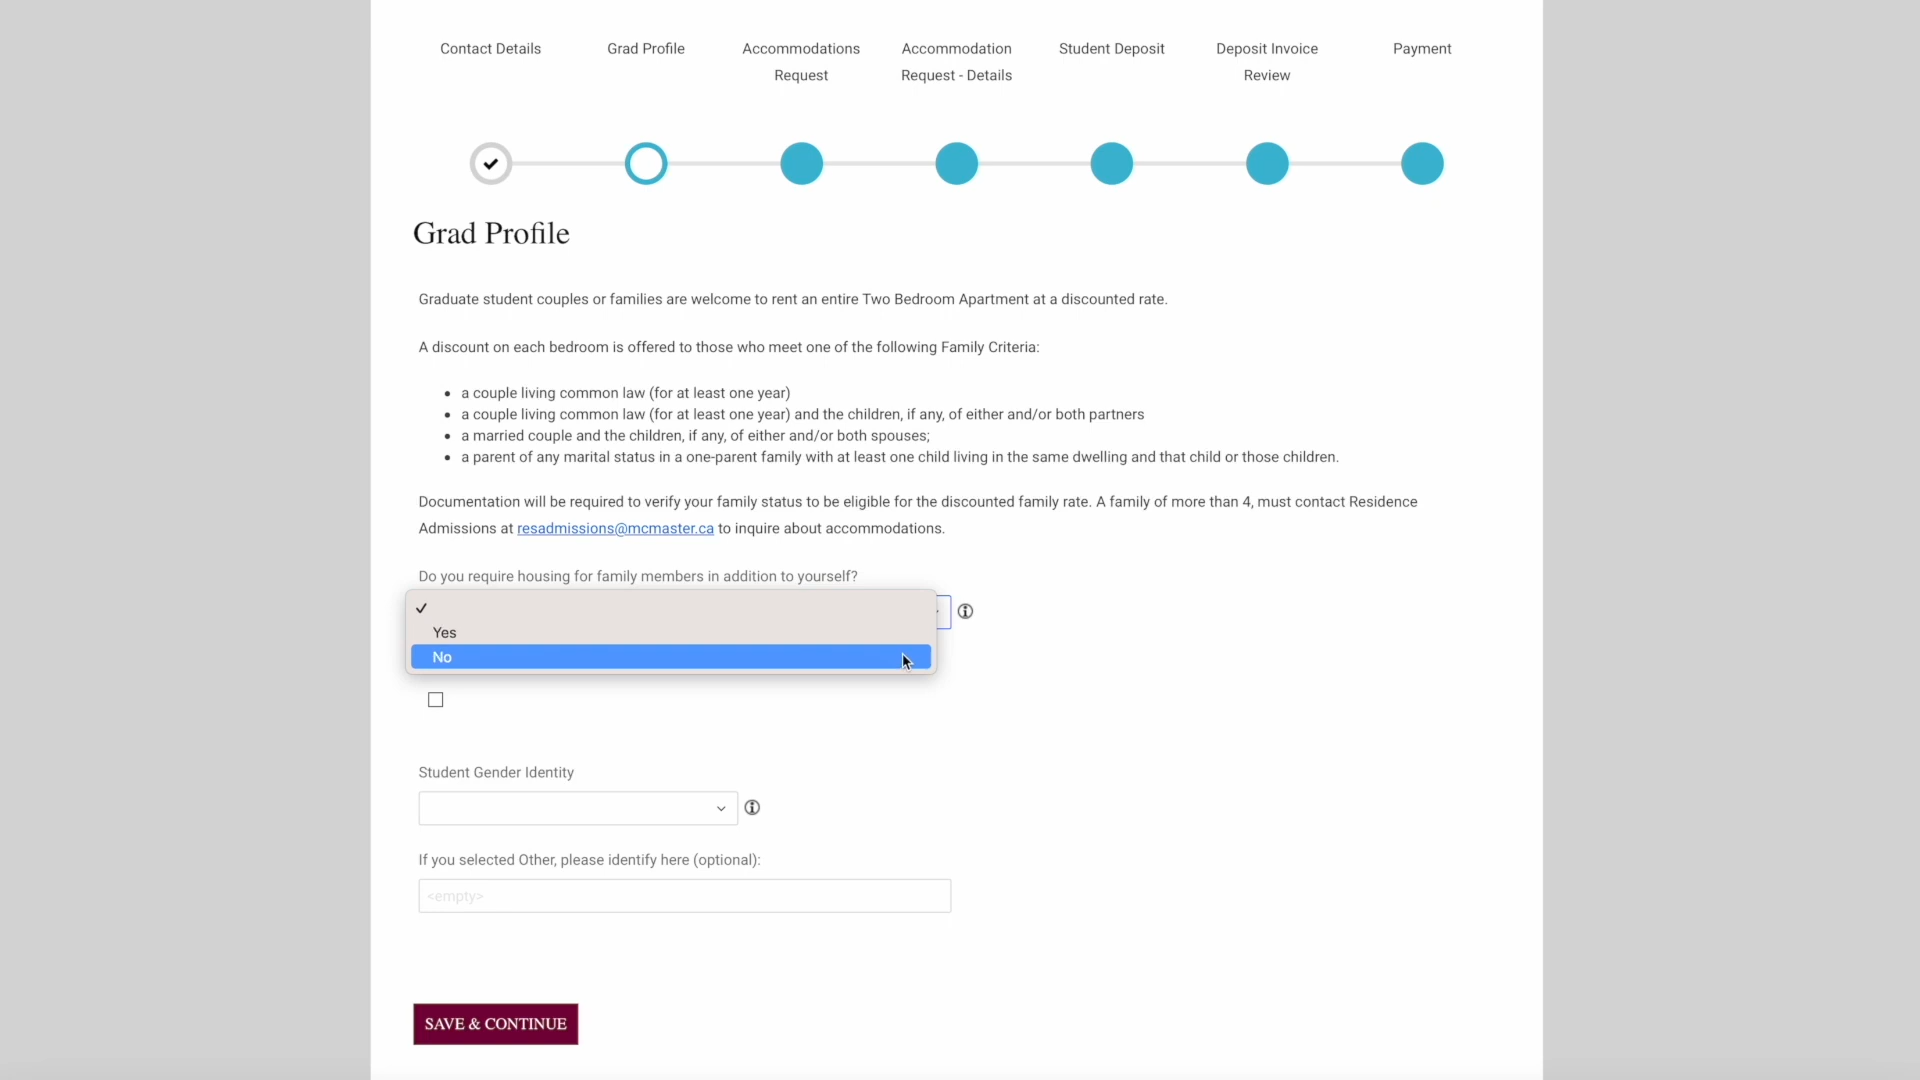 Contact Details
Grad Profile
Accommodations
Request
Accommodation
Request - Details
Student Deposit
Deposit Invoice
Review
Payment
Grad Profile
Graduate student couples or families are welcome to rent an entire Two Bedroom Apartment at a discounted rate.
A discount on each bedroom is offered to those who meet one of the following Family Criteria:
• a couple living common law (for at least one year)
• a couple living common law (for at least one year) and the children, if any, of either and/or both partners
• a married couple and the children, if any, of either and/or both spouses;
• a parent of any marital status in a one-parent family with at least one child living in the same dwelling and that child or those children.
Documentation will be required to verify your family status to be eligible for the discounted family rate. A family of more than 4, must contact Residence
Admissions at resadmissions@mcmaster.ca to inquire about accommodations.
Do you require housing for family members in addition to yourself?
Yes
No
Student Gender Identity
If you selected Other, please identify here (optional):
<empty>
SAVE & CONTINUE